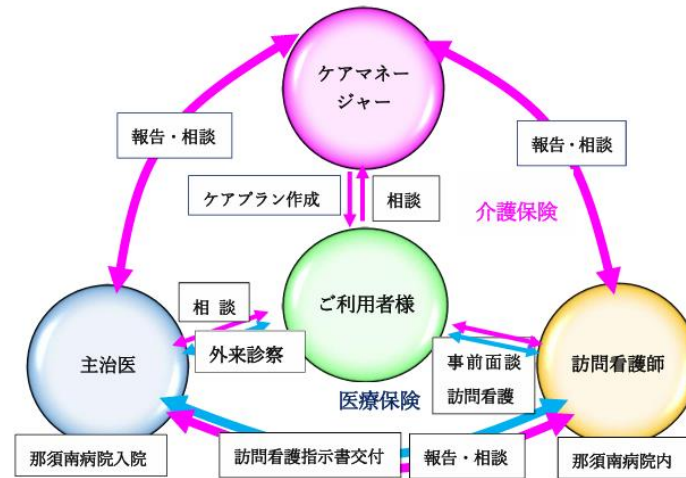 ケアマネー
ジャー
報告・相談
報告・相談
ケアプラン作成
相談
介護保険
相 談
ご利用者様
外来診察
主治医
事前面談
訪問看護
訪問看護師
医療保険
那須南病院入院
訪問看護指示書交付
報告・相談
那須南病院内